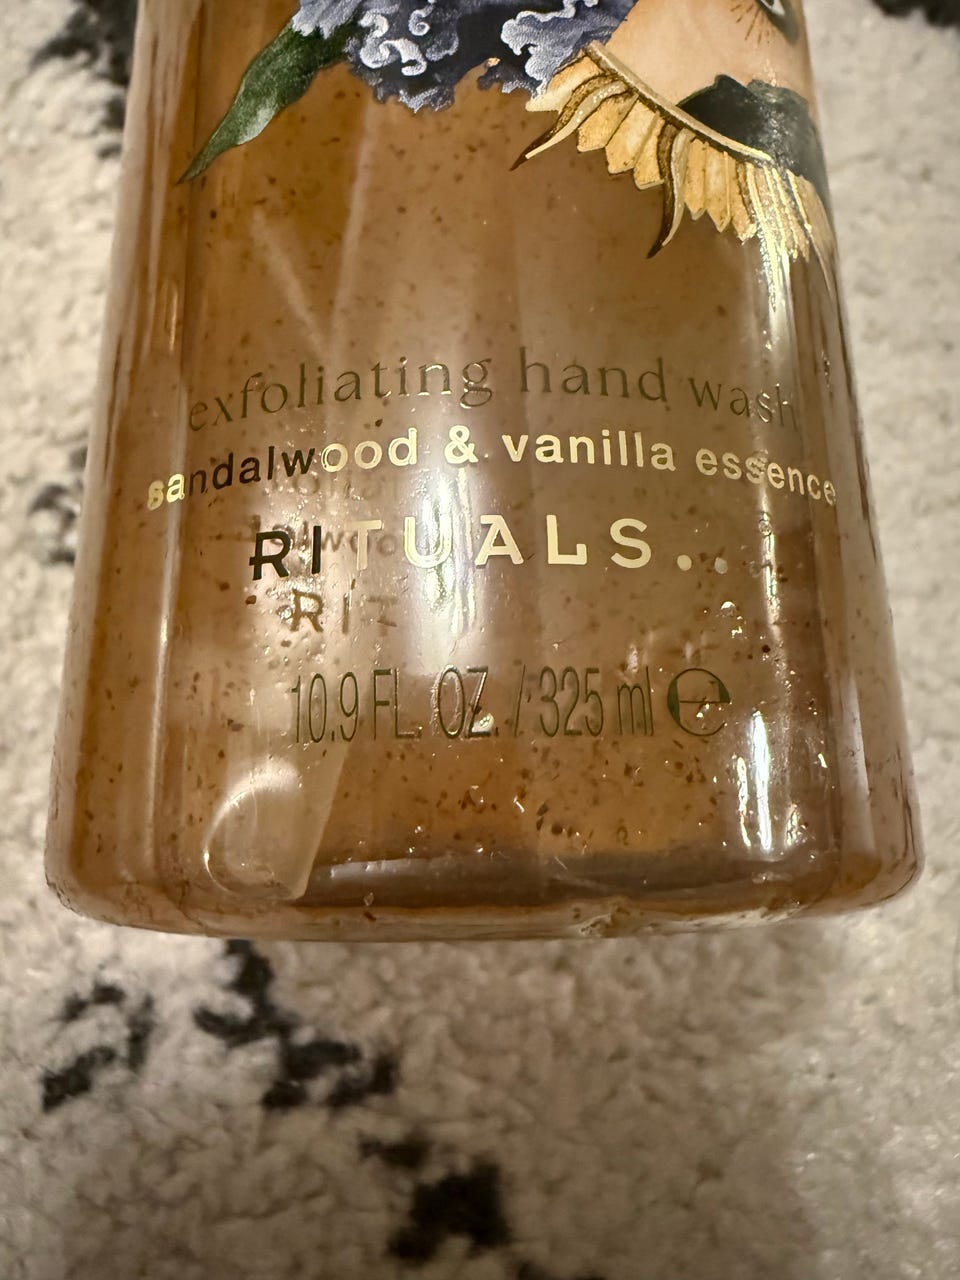 exfoliating hand wash
sandalwood & vanilla essence
RITUALS...
10.9 FL. OZ. / 325 ml ℮